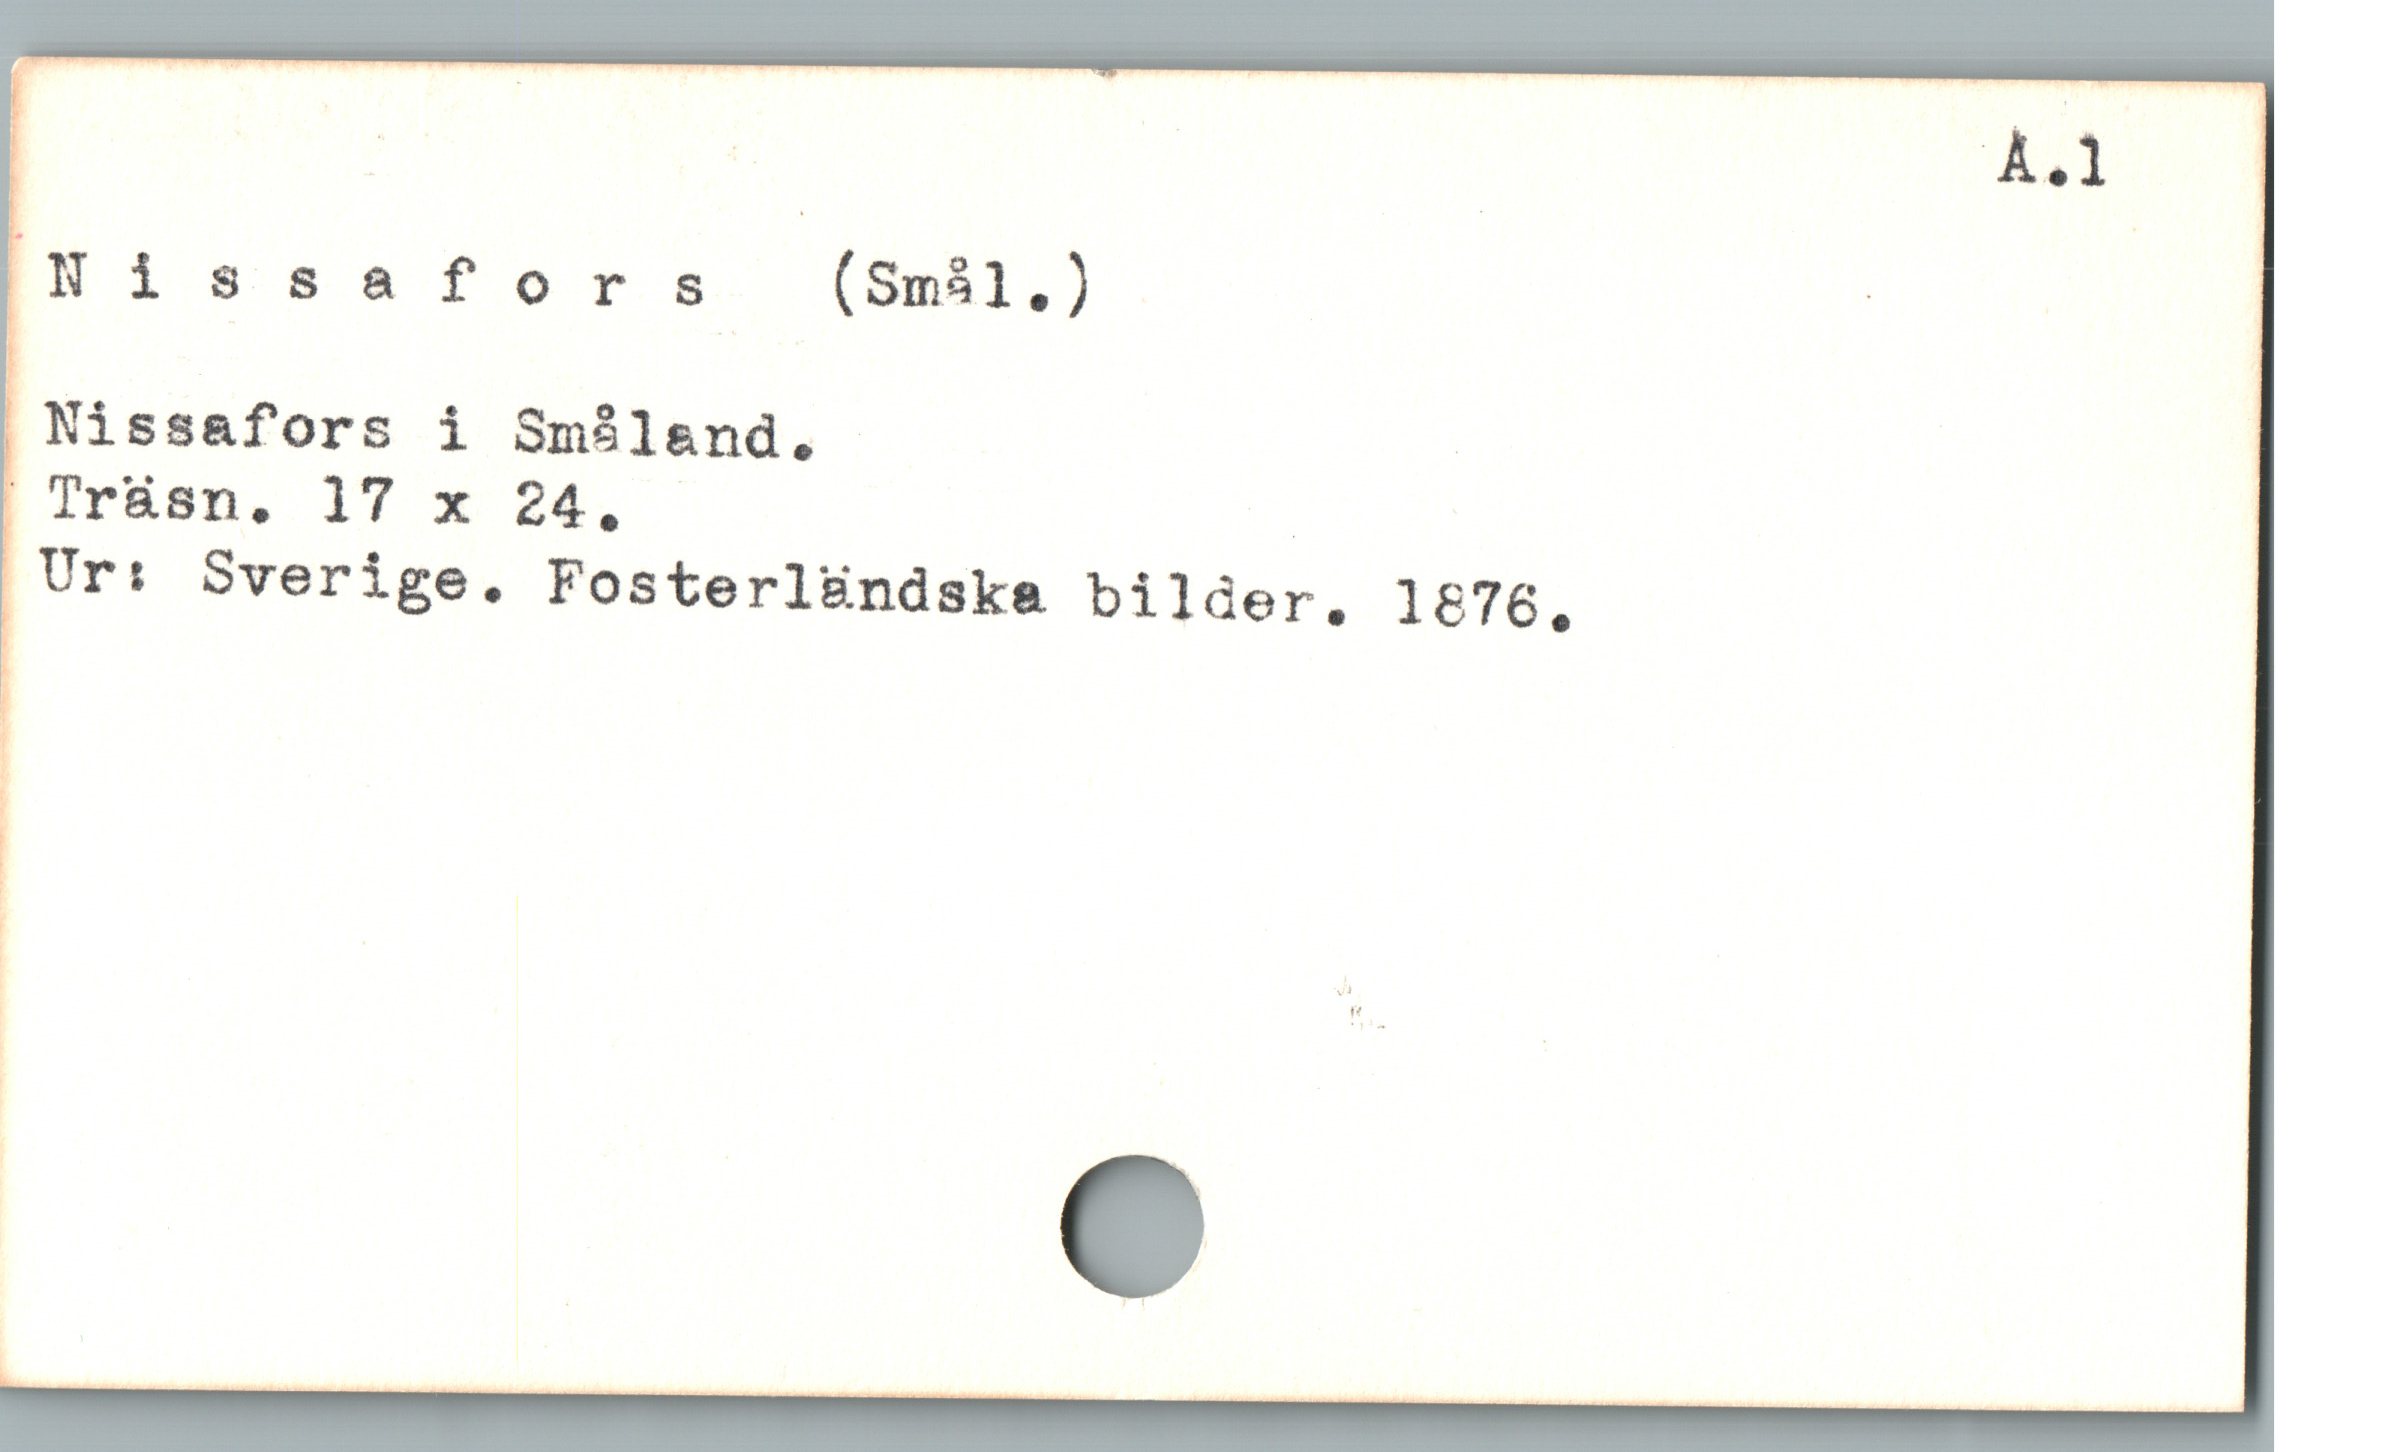 A.1
N i s s a f o r s (Smål.)
Nissafors i Småland.
Träsn. 17 x 24.
Ur: Sverige. Fosterländska bilder. 1876.